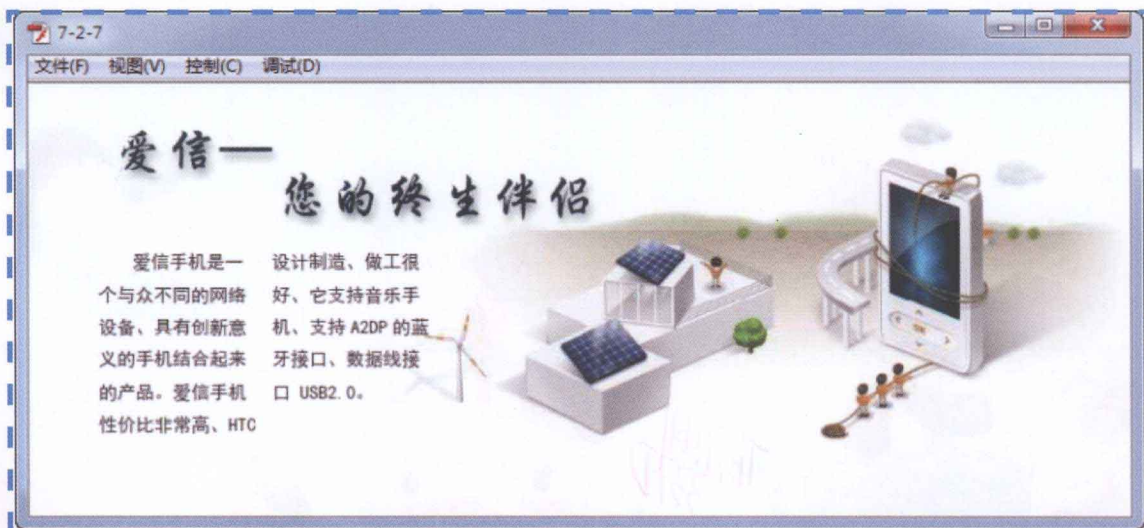 7-2-7
文件(F) 视图(V) 控制(C) 调试(D)
爱信—
您的终生伴侣
爱信手机是一
个与众不同的网络
设备、具有创新意
义的手机结合起来
的产品。爱信手机
性价比非常高、HTC
设计制造、做工很
好、它支持音乐手
机、支持 A2DP 的蓝
牙接口、数据线接
口 USB2.0。